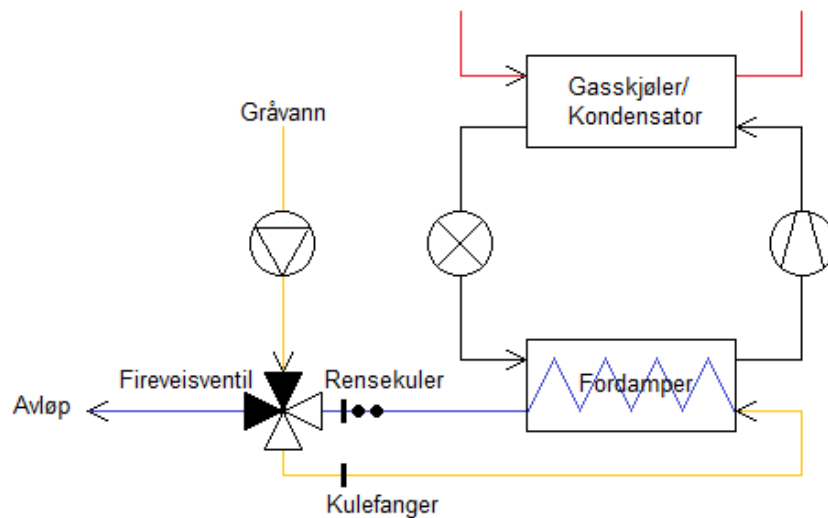 Gasskjøler/
Kondensator
Gråvann
Fireveisventil
Rensekuler
Fordamper
Avløp
Kulefanger